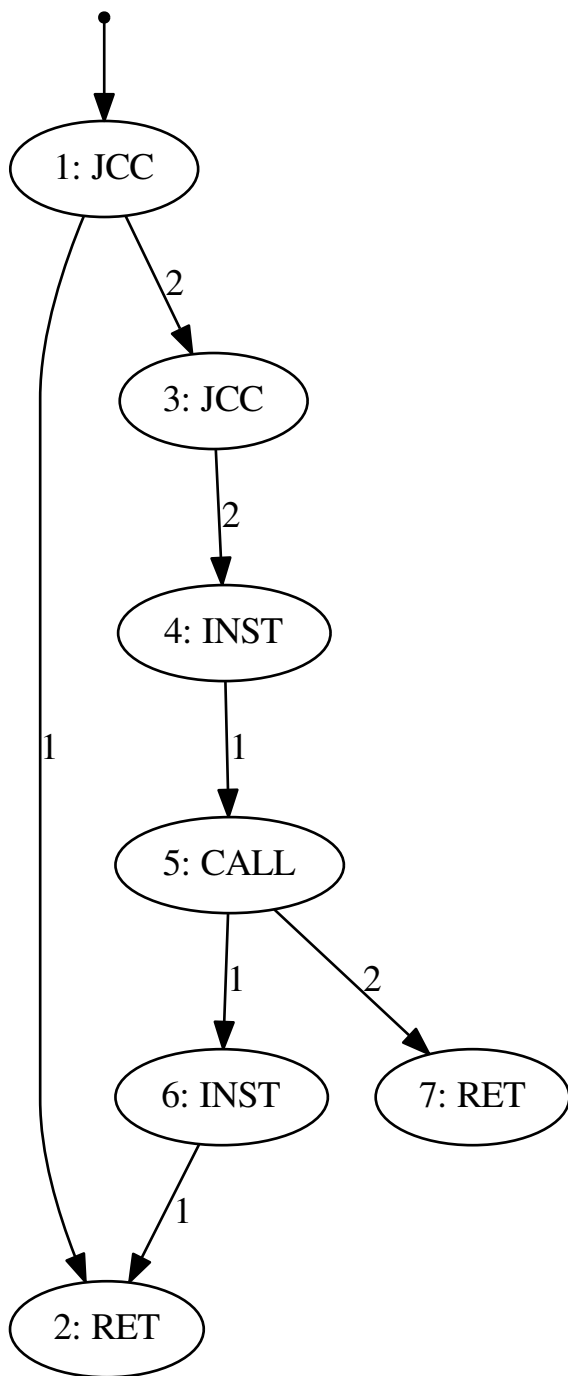 1: JCC
2
3: JCC
2
4: INST
1
1
5: CALL
1
2
6: INST
7: RET
1
2: RET